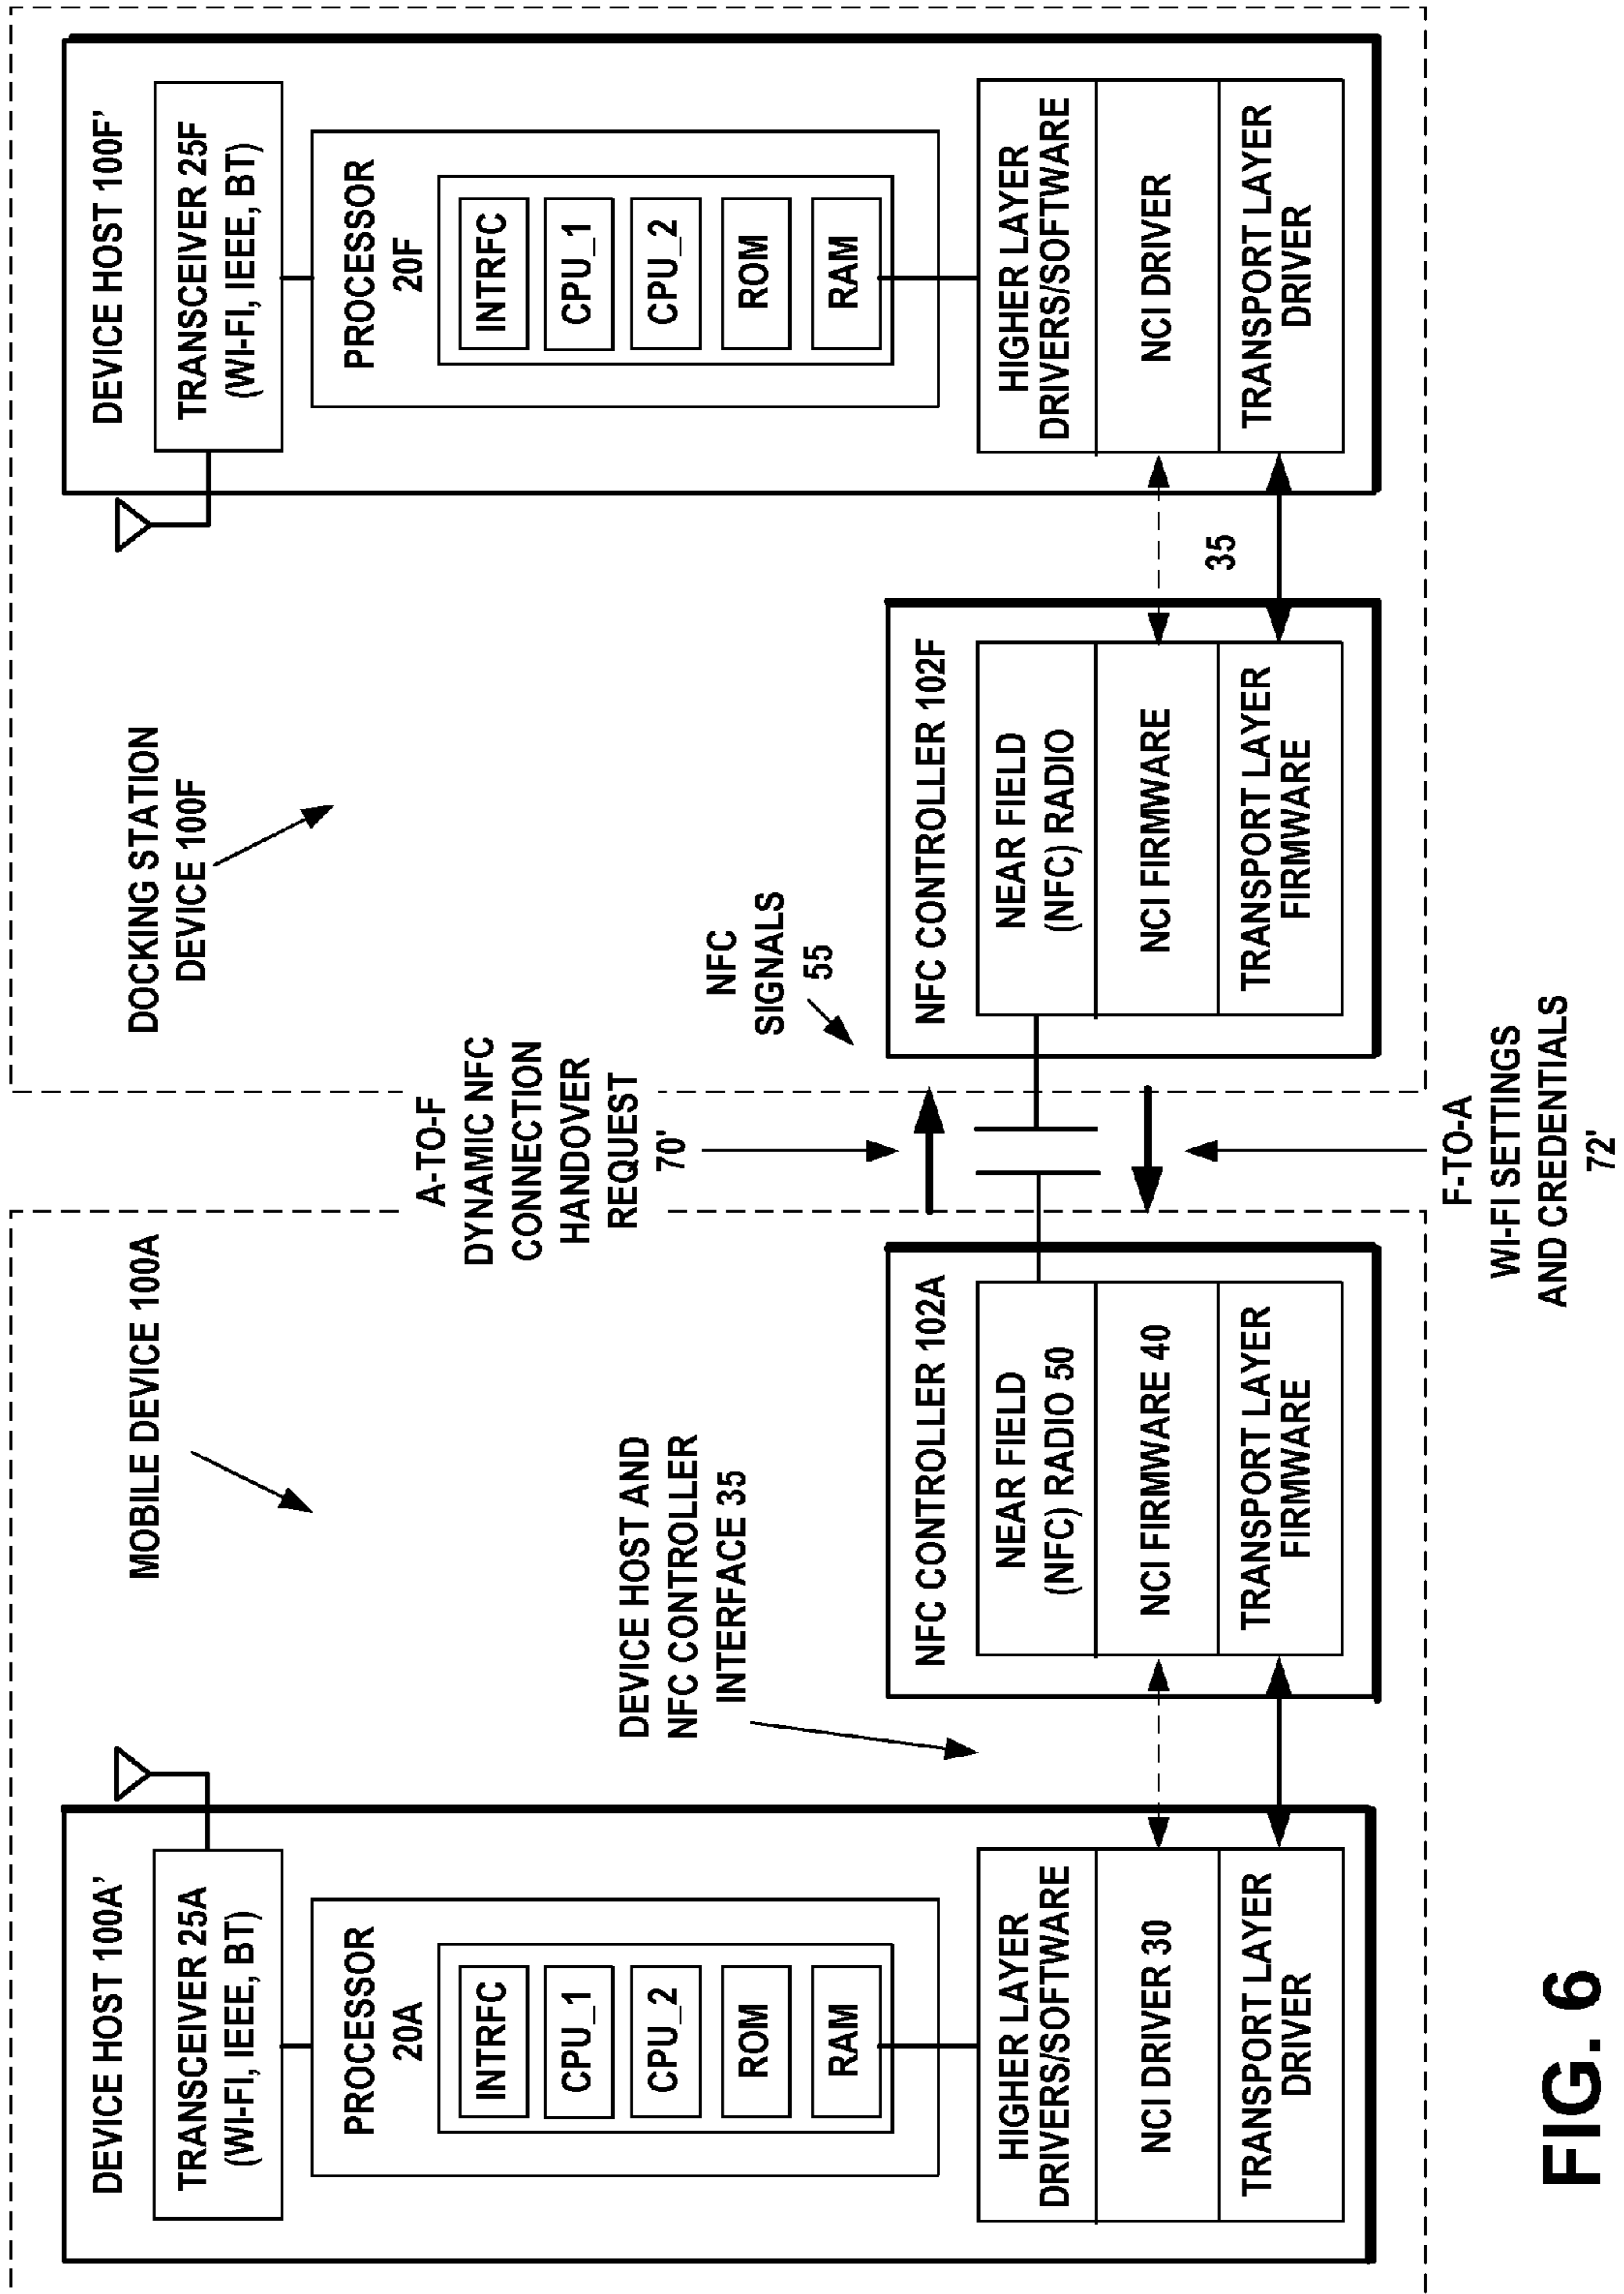 DEVICE HOST 100A’
TRANSCEIVER 25A
(WI-FI, IEEE, BT)
PROCESSOR
20A
INTRFC
CPU_1
CPU_2
ROM
RAM
HIGHER LAYER
DRIVERS/SOFTWARE
NCI DRIVER 30
TRANSPORT LAYER
DRIVER
MOBILE DEVICE 100A
DEVICE HOST AND
NFC CONTROLLER
INTERFACE 35
NFC CONTROLLER 102A
NEAR FIELD
(NFC) RADIO 50
NCI FIRMWARE 40
TRANSPORT LAYER
FIRMWARE
A-TO-F
DYNAMIC NFC
CONNECTION
HANDOVER
REQUEST
70'
NFC
SIGNALS
55
F-TO-A
WI-FI SETTINGS
AND CREDENTIALS
72'
DOCKING STATION
DEVICE 100F
NFC CONTROLLER 102F
NEAR FIELD
(NFC) RADIO
NCI FIRMWARE
TRANSPORT LAYER
FIRMWARE
35
DEVICE HOST 100F’
TRANSCEIVER 25F
(WI-FI, IEEE, BT)
PROCESSOR
20F
INTRFC
CPU_1
CPU_2
ROM
RAM
HIGHER LAYER
DRIVERS/SOFTWARE
NCI DRIVER
TRANSPORT LAYER
DRIVER
FIG. 6